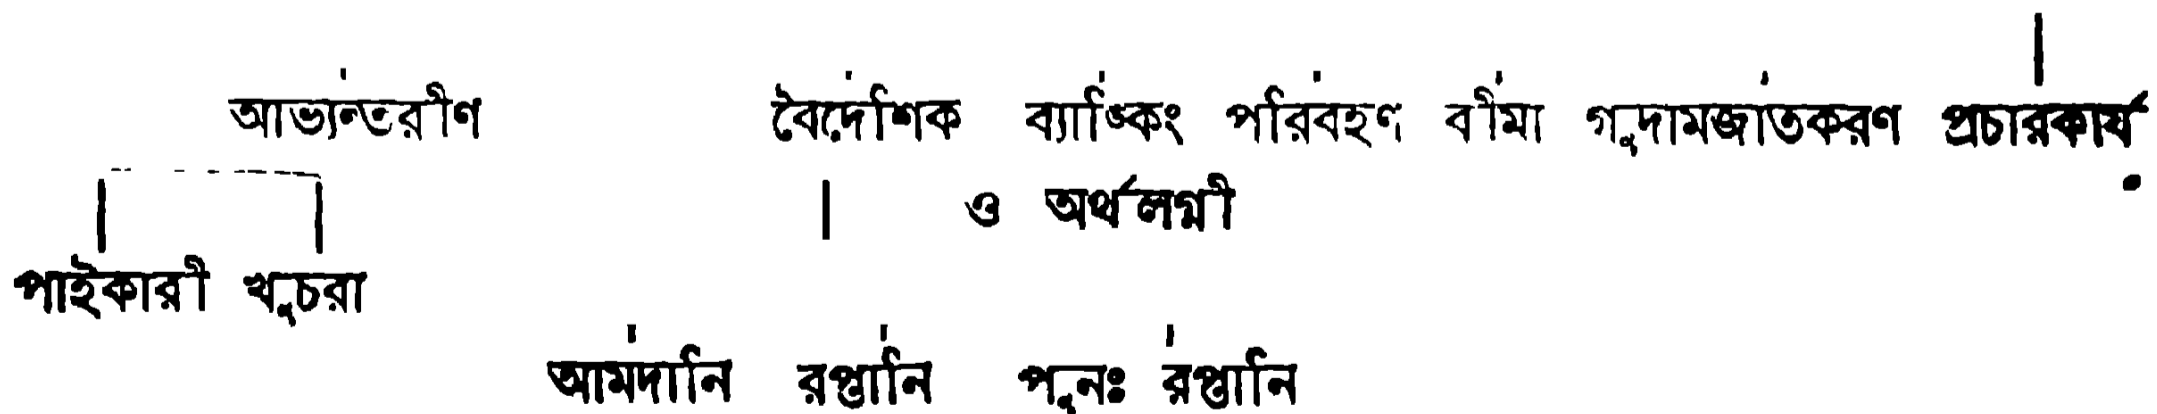 আভ্যন্তরীণ বৈদেশিক ব্যাঙ্কিং পরিবহণ বীমা গুদামজাতকরণ প্রচারকার্য
ও অর্থলগ্নী
পাইকারী খুচরা
আমদানি রপ্তানি পুনঃ রপ্তানি